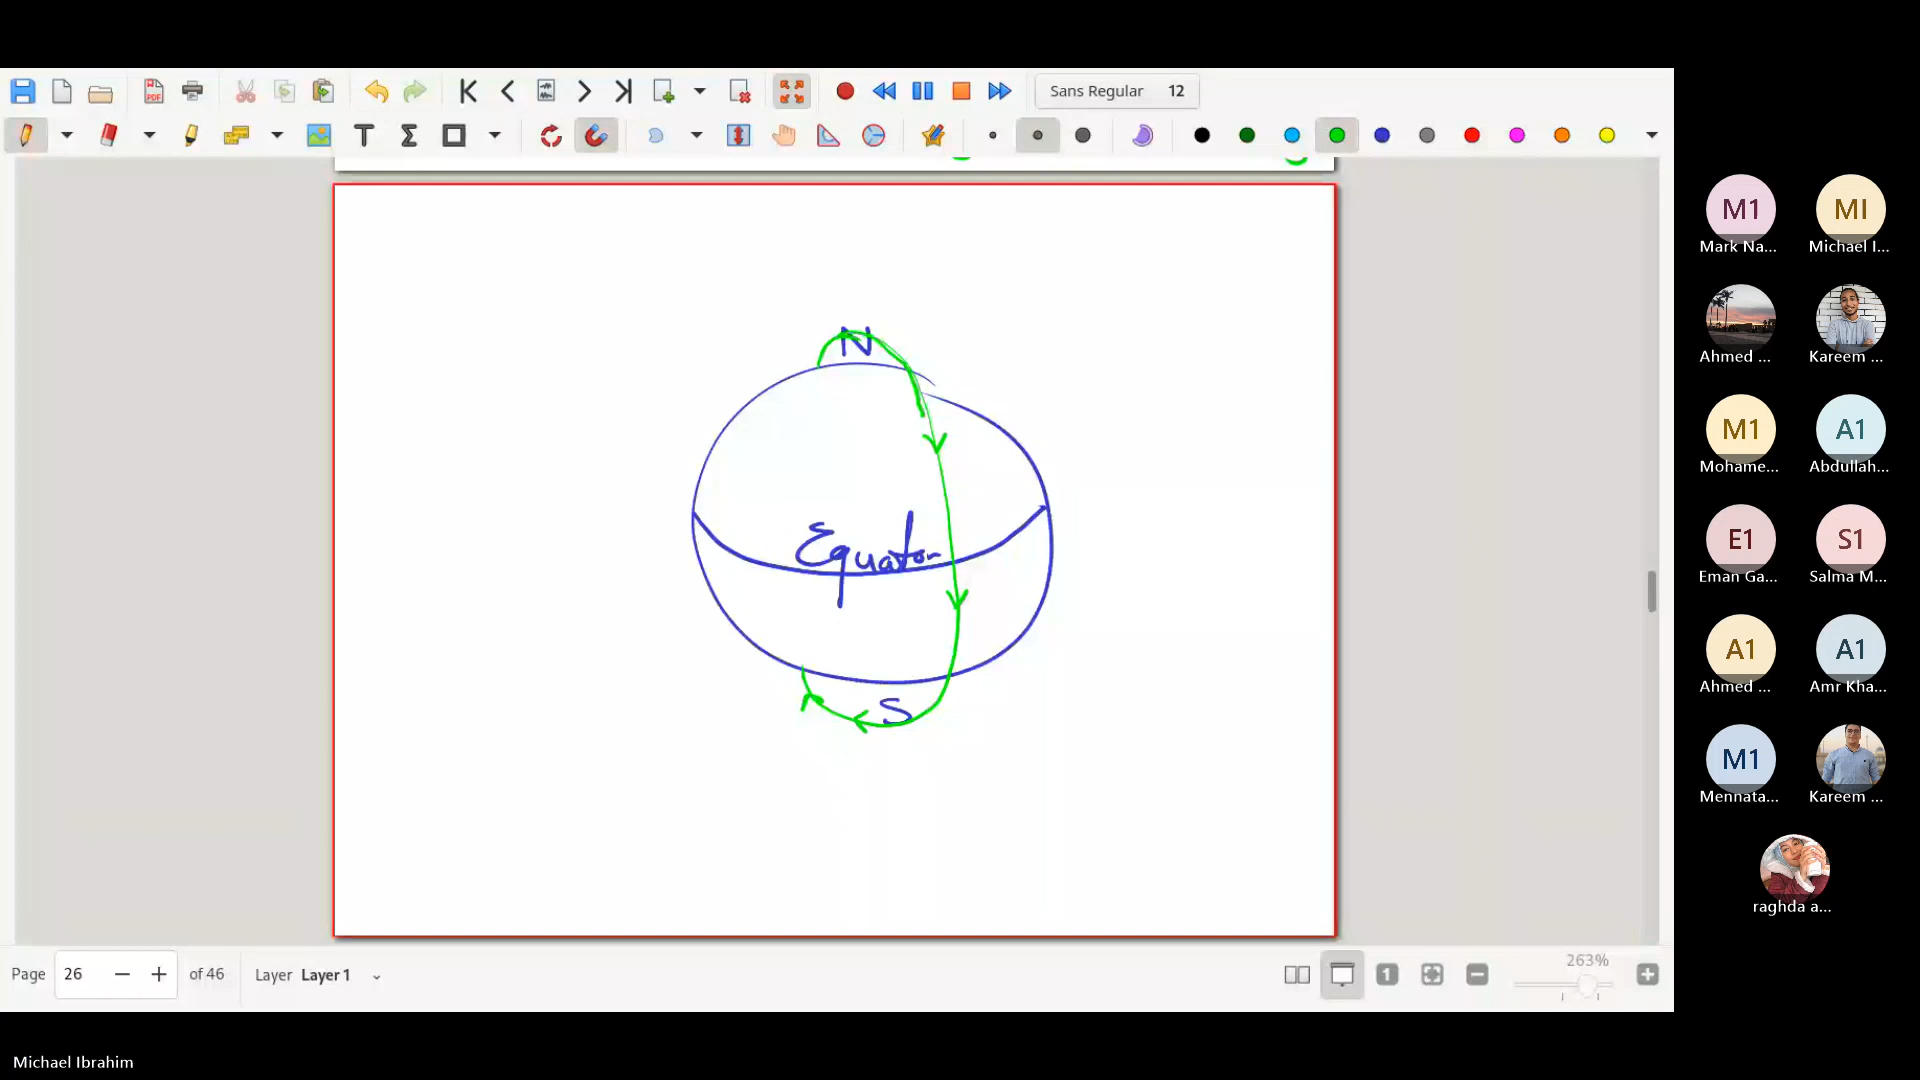 Sans Regular 12
N
Equator
S
M1
Mark Na...
MI
Michael I...
Ahmed ...
Kareem ...
M1
Mohame...
A1
Abdullah...
E1
Eman Ga...
S1
Salma M...
A1
Ahmed ...
A1
Amr Kha...
M1
Mennata...
Kareem ...
raghda a...
Page 26 of 46 Layer Layer 1
1
263%
Michael Ibrahim